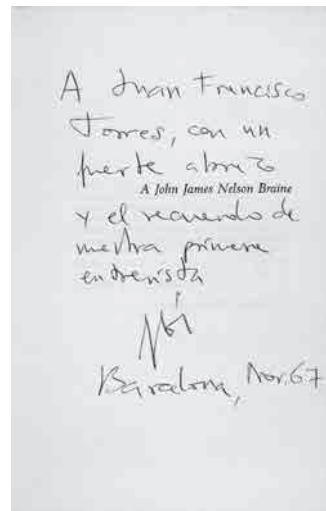 A Juan Francisco
Torres, con un
fuerte abrazo
A John James Nelson Braine
y el recuerdo de
nuestra primera
entrevista
Barcelona, Nov. 67